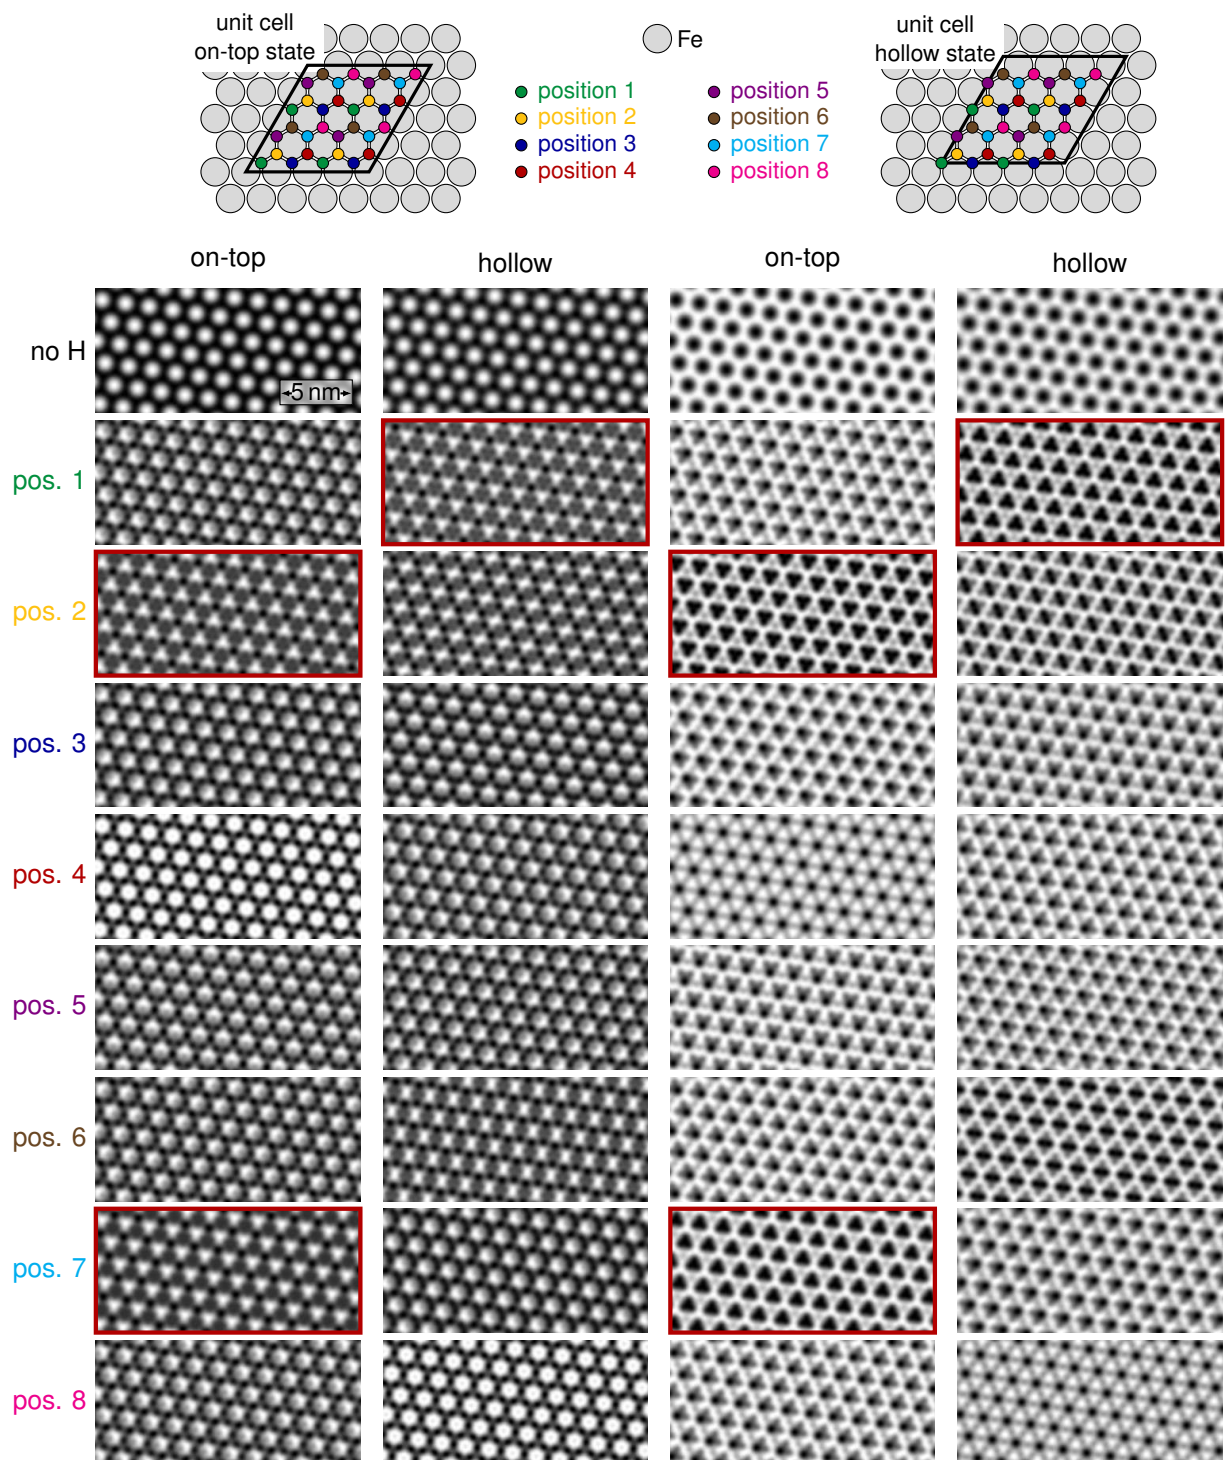 unit cell
on-top state
Fe
unit cell
hollow state
position 1
position 2
position 3
position 4
position 5
position 6
position 7
position 8
on-top hollow on-top hollow
no H
5 nm
pos. 1
pos. 2
pos. 3
pos. 4
pos. 5
pos. 6
pos. 7
pos. 8